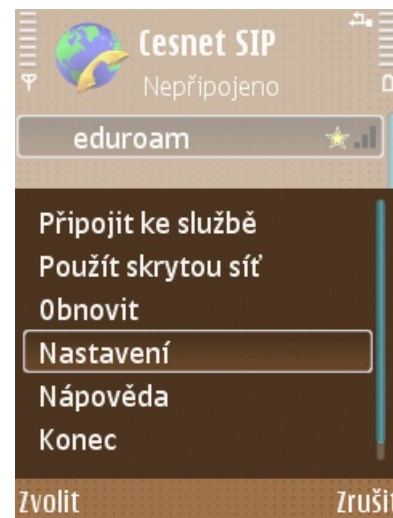 Cesnet SIP
Nepřipojeno
eduroam
Připojit ke službě
Použít skrytou síť
Obnovit
Nastavení
Nápověda
Konec
Zvolit Zrušit